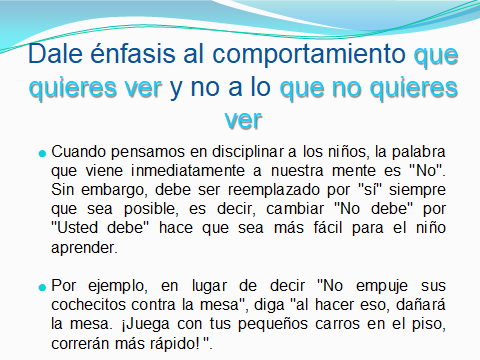 Dale énfasis al comportamiento que
quieres ver y no a lo que no quieres
ver
Cuando pensamos en disciplinar a los niños, la palabra
que viene inmediatamente a nuestra mente es "No".
Sin embargo, debe ser reemplazado por "sí" siempre
que sea posible, es decir, cambiar "No debe" por
"Usted debe" hace que sea más fácil para el niño
aprender.
Por ejemplo, en lugar de decir "No empuje sus
cochecitos contra la mesa", diga "al hacer eso, dañará
la mesa. ¡Juega con tus pequeños carros en el piso,
correrán más rápido! ".